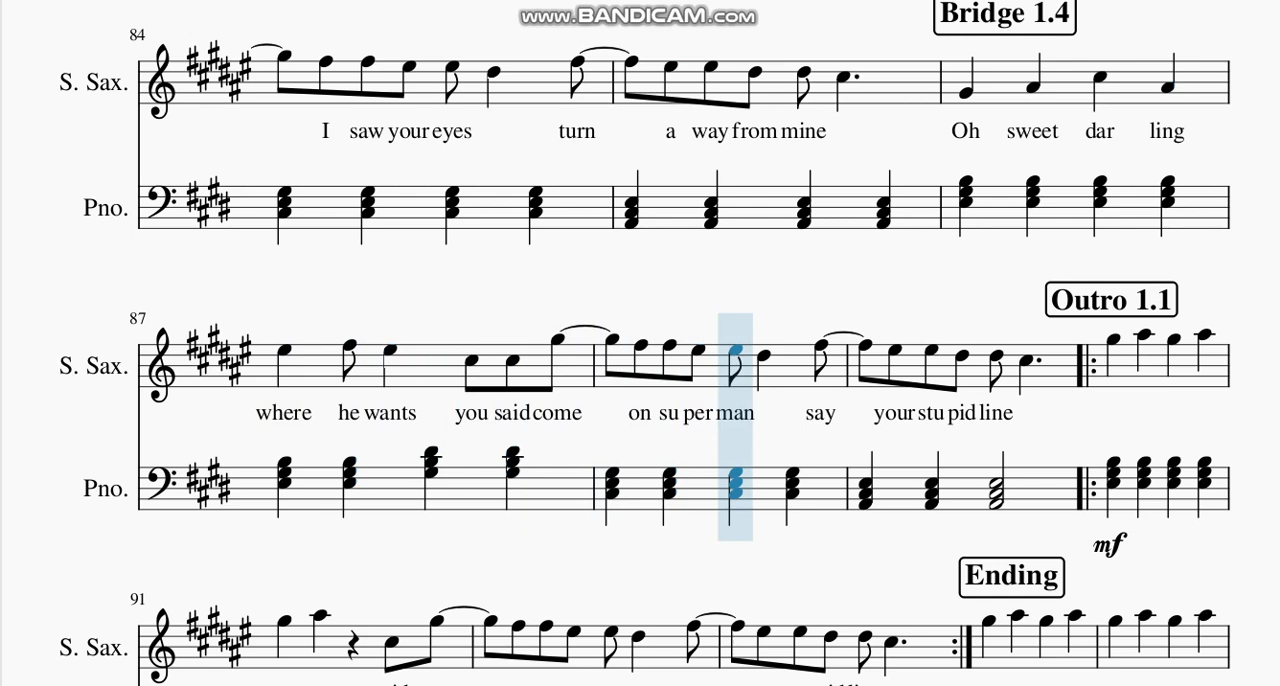 www.BANDICAM.com
Bridge 1.4
84
S. Sax.
I saw your eyes turn a way from mine Oh sweet dar ling
Pno.
Outro 1.1
87
S. Sax.
where he wants you said come on su per man say your stu pid line
Pno.
mf
Ending
91
S. Sax.